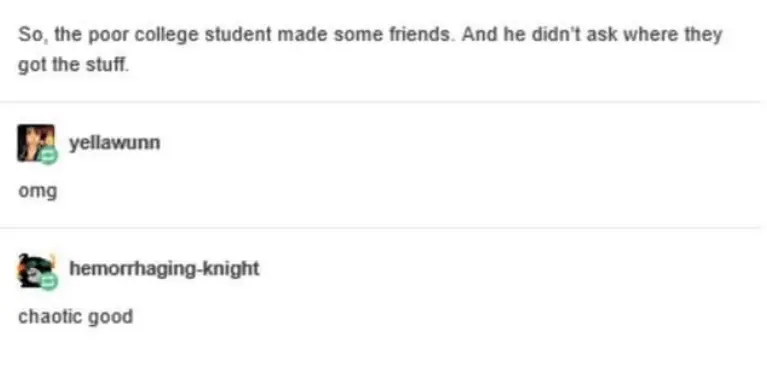 So, the poor college student made some friends. And he didn't ask where they
got the stuff.
yellawunn
omg
hemorrhaging-knight
chaotic good